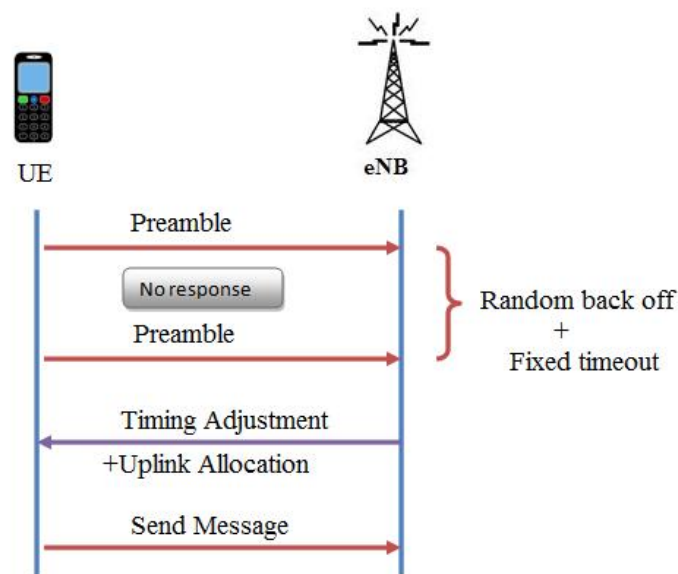 UE
eNB
Preamble
No response
Preamble
Random back off
+
Fixed timeout
Timing Adjustment
+Uplink Allocation
Send Message